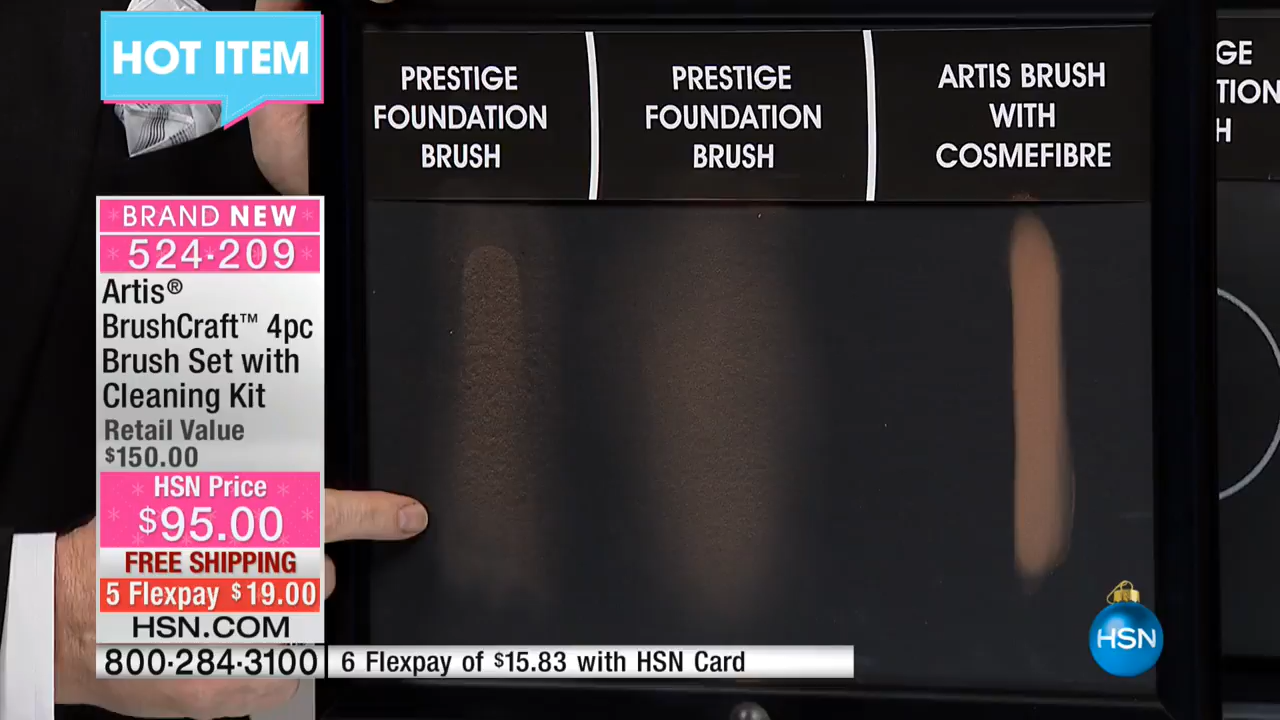 HOT ITEM
BRAND NEW
524·209
Artis®
BrushCraft™ 4pc
Brush Set with
Cleaning Kit
Retail Value
$150.00
HSN Price
$95.00
FREE SHIPPING
5 Flexpay $19.00
HSN.COM
800·284·3100
6 Flexpay of $15.83 with HSN Card
PRESTIGE
FOUNDATION
BRUSH
PRESTIGE
FOUNDATION
BRUSH
ARTIS BRUSH
WITH
COSMEFIBRE
GE
TION
H
HSN